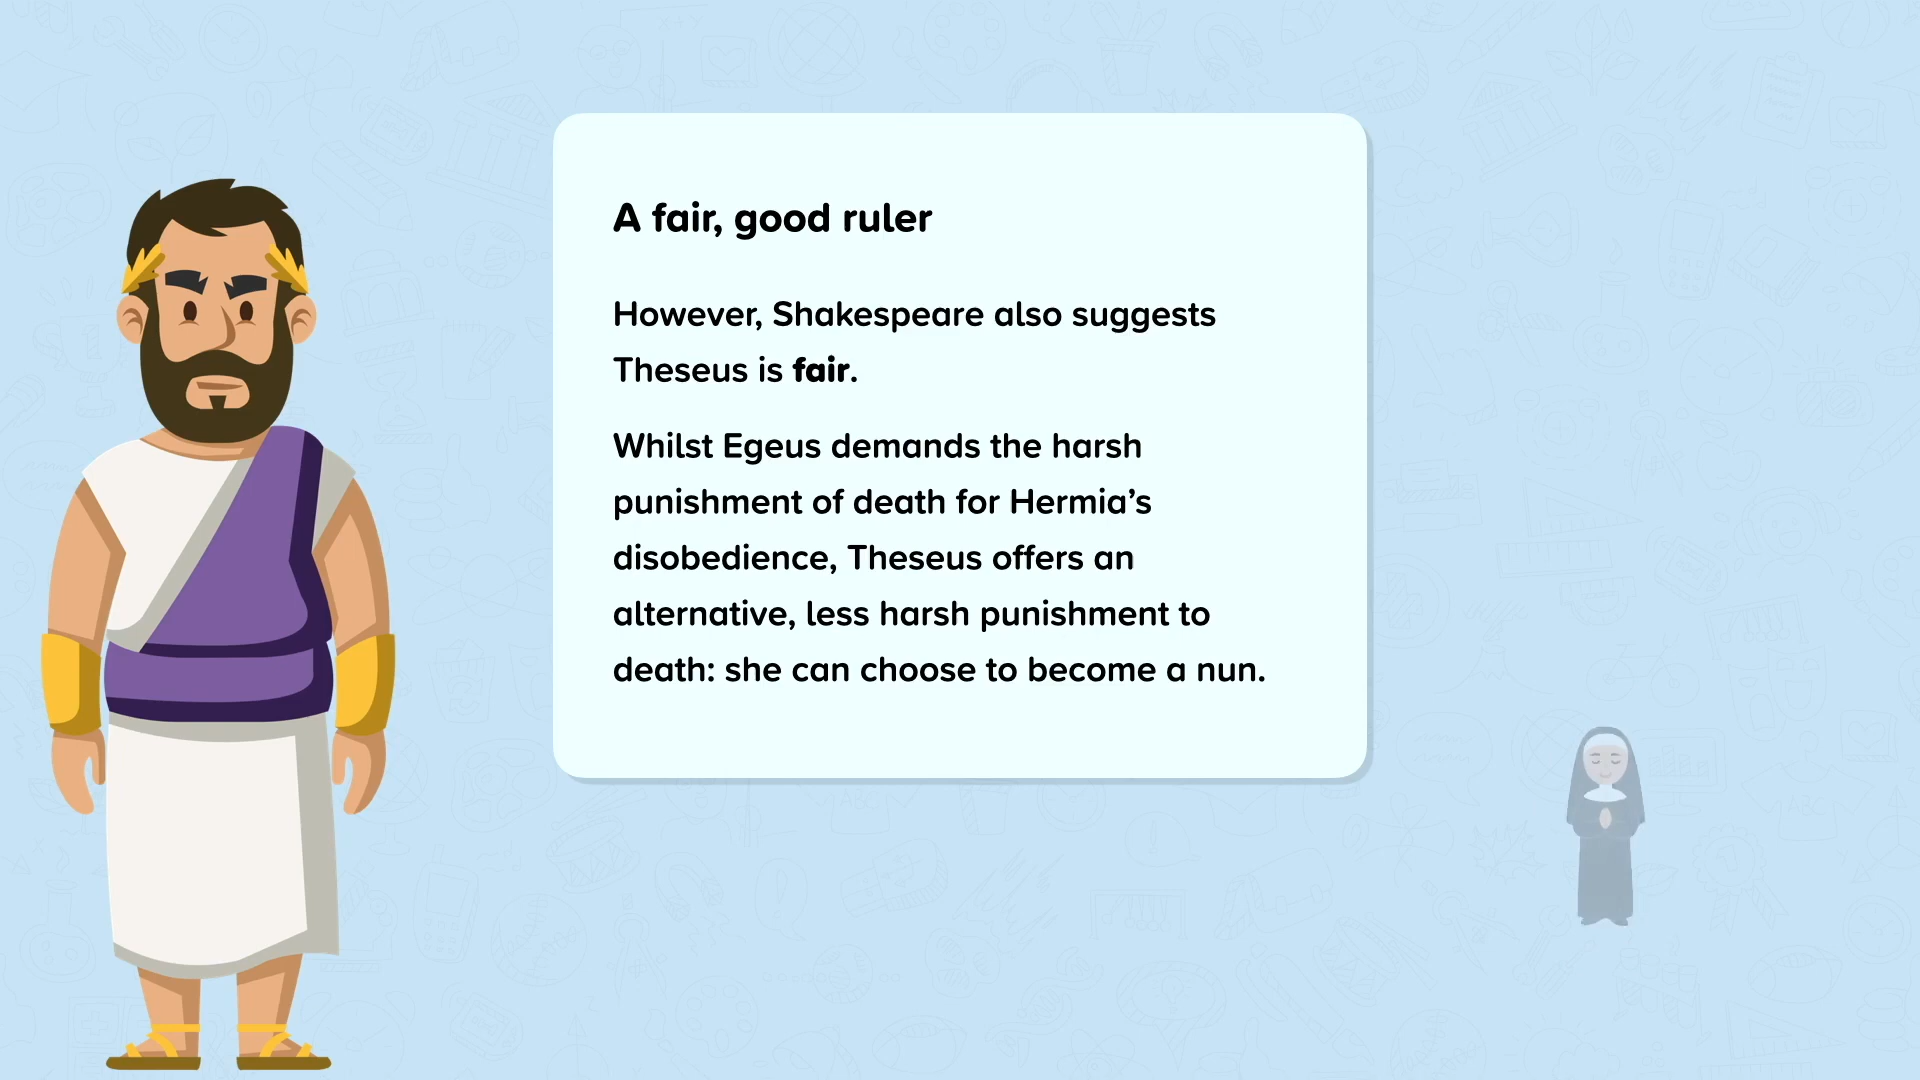 A fair, good ruler
However, Shakespeare also suggests
Theseus is fair.
Whilst Egeus demands the harsh
punishment of death for Hermia’s
disobedience, Theseus offers an
alternative, less harsh punishment to
death: she can choose to become a nun.